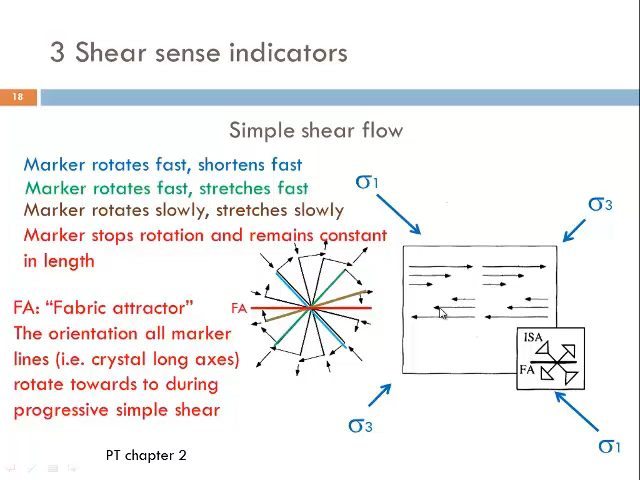 3 Shear sense indicators
18
Simple shear flow
Marker rotates fast, shortens fast
Marker rotates fast, stretches fast
Marker rotates slowly, stretches slowly
Marker stops rotation and remains constant
in length
FA: “Fabric attractor”
The orientation all marker
lines (i.e. crystal long axes)
rotate towards to during
progressive simple shear
PT chapter 2
FA
σ1
σ3
ISA
FA
σ3
σ1